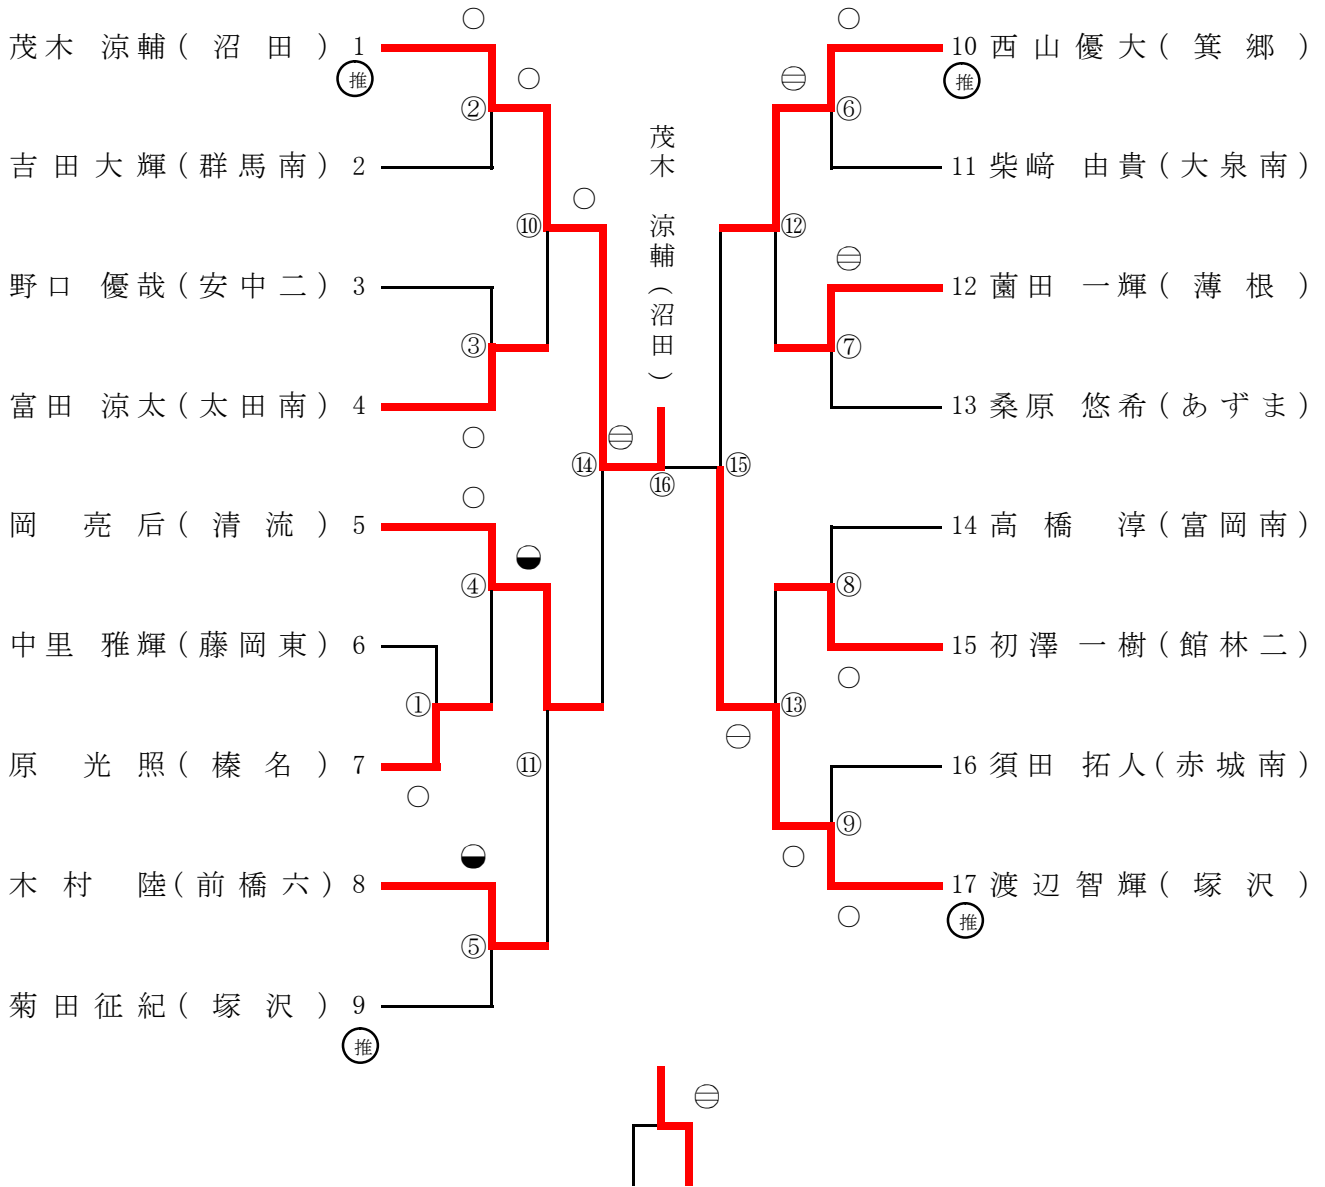 茂木 涼輔(沼田) 1
推
②
吉田大輝(群馬南) 2
⑩
野口 優哉(安中二) 3
③
富田 涼太(太田南) 4
⑭
岡 亮后(清流) 5
④
中里 雅輝(藤岡東) 6
①
原 光照(榛名) 7
⑪
木村 陸(前橋六) 8
⑤
菊田征紀(塚沢) 9
推
茂木 涼輔(沼田)
⑯
10 西山優大(箕郷)
推
⑥
11 柴﨑 由貴(大泉南)
⑫
12 薗田 一輝(薄根)
⑦
13 桑原 悠希(あずま)
⑮
14 高橋 淳(富岡南)
⑧
15 初澤 一樹(館林二)
⑬
16 須田 拓人(赤城南)
⑨
17 渡辺智輝(塚沢)
推